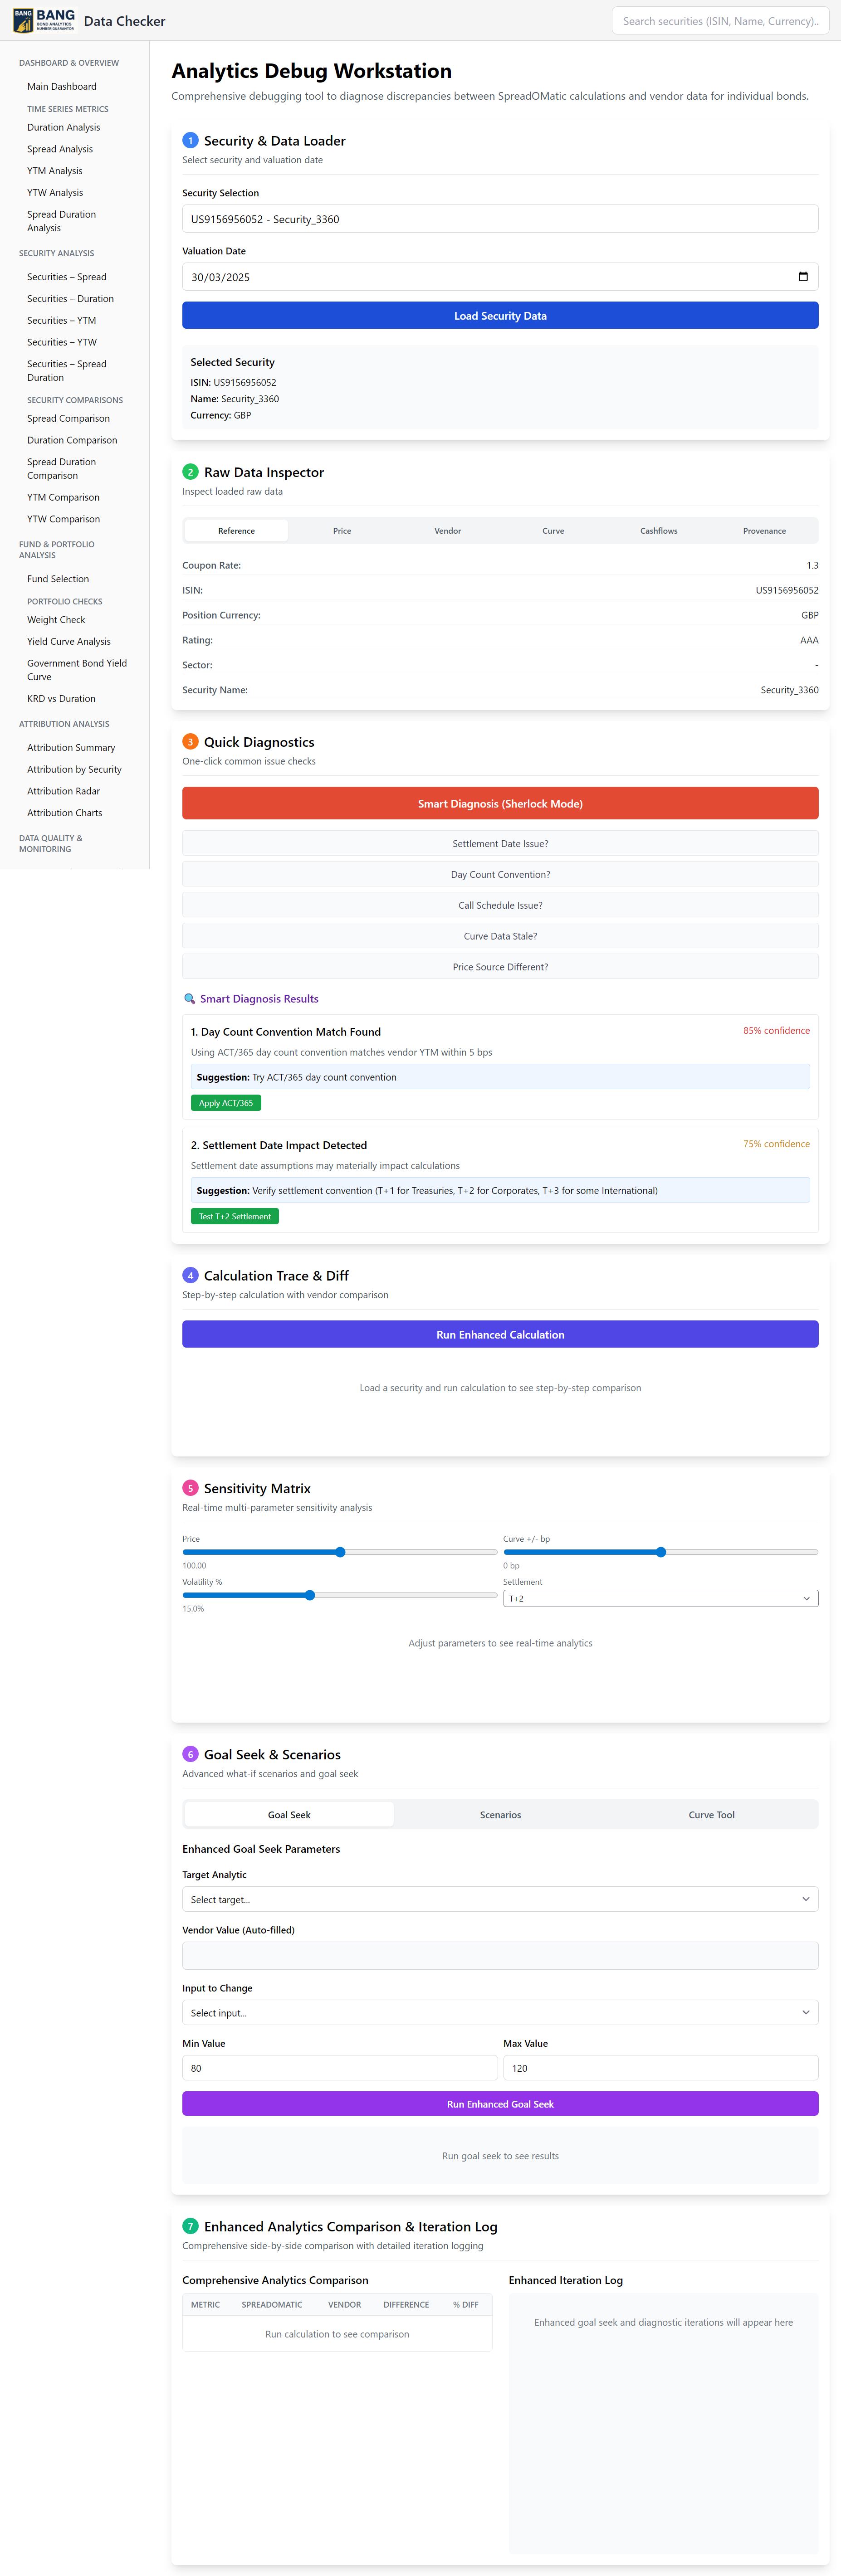 BANG
BANG
BOND ANALYTICS
NUMBER GUARANTOR
Data Checker
Search securities (ISIN, Name, Currency)..
DASHBOARD & OVERVIEW
Main Dashboard
TIME SERIES METRICS
Duration Analysis
Spread Analysis
YTM Analysis
YTW Analysis
Spread Duration
Analysis
SECURITY ANALYSIS
Securities – Spread
Securities – Duration
Securities – YTM
Securities – YTW
Securities – Spread
Duration
SECURITY COMPARISONS
Spread Comparison
Duration Comparison
Spread Duration
Comparison
YTM Comparison
YTW Comparison
FUND & PORTFOLIO
ANALYSIS
Fund Selection
PORTFOLIO CHECKS
Weight Check
Yield Curve Analysis
Government Bond Yield
Curve
KRD vs Duration
ATTRIBUTION ANALYSIS
Attribution Summary
Attribution by Security
Attribution Radar
Attribution Charts
DATA QUALITY &
MONITORING
Analytics Debug Workstation
Comprehensive debugging tool to diagnose discrepancies between SpreadOMatic calculations and vendor data for individual bonds.
1 Security & Data Loader
Select security and valuation date
Security Selection
US9156956052 - Security_3360
Valuation Date
30/03/2025
Load Security Data
Selected Security
ISIN: US9156956052
Name: Security_3360
Currency: GBP
2 Raw Data Inspector
Inspect loaded raw data
Reference Price Vendor Curve Cashflows Provenance
Coupon Rate: 1.3
ISIN: US9156956052
Position Currency: GBP
Rating: AAA
Sector: -
Security Name: Security_3360
3 Quick Diagnostics
One-click common issue checks
Smart Diagnosis (Sherlock Mode)
Settlement Date Issue?
Day Count Convention?
Call Schedule Issue?
Curve Data Stale?
Price Source Different?
Smart Diagnosis Results
1. Day Count Convention Match Found 85% confidence
Using ACT/365 day count convention matches vendor YTM within 5 bps
Suggestion: Try ACT/365 day count convention
Apply ACT/365
2. Settlement Date Impact Detected 75% confidence
Settlement date assumptions may materially impact calculations
Suggestion: Verify settlement convention (T+1 for Treasuries, T+2 for Corporates, T+3 for some International)
Test T+2 Settlement
4 Calculation Trace & Diff
Step-by-step calculation with vendor comparison
Run Enhanced Calculation
Load a security and run calculation to see step-by-step comparison
5 Sensitivity Matrix
Real-time multi-parameter sensitivity analysis
Price Curve +/- bp
100.00 0 bp
Volatility % Settlement
T+2
15.0%
Adjust parameters to see real-time analytics
6 Goal Seek & Scenarios
Advanced what-if scenarios and goal seek
Goal Seek Scenarios Curve Tool
Enhanced Goal Seek Parameters
Target Analytic
Select target...
Vendor Value (Auto-filled)
Input to Change
Select input...
Min Value Max Value
80 120
Run Enhanced Goal Seek
Run goal seek to see results
7 Enhanced Analytics Comparison & Iteration Log
Comprehensive side-by-side comparison with detailed iteration logging
Comprehensive Analytics Comparison
METRIC SPREADOMATIC VENDOR DIFFERENCE % DIFF
Run calculation to see comparison
Enhanced Iteration Log
Enhanced goal seek and diagnostic iterations will appear here